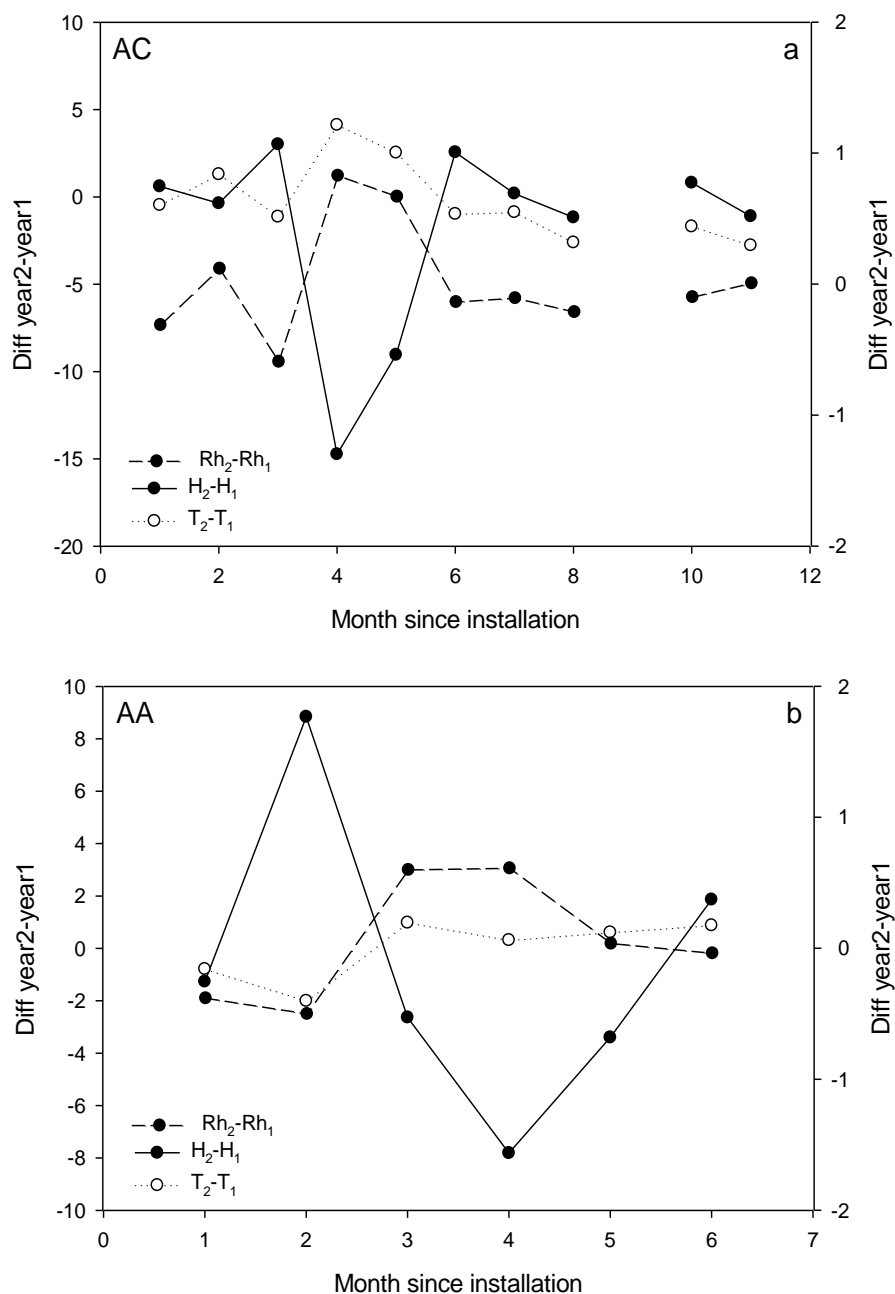 AC
a
10
5
0
-5
-10
-15
-20
2
1
0
-1
-2
Diff year2-year1
Diff year2-year1
Rh₂-Rh₁
H₂-H₁
T₂-T₁
0 2 4 6 8 10 12
Month since installation
AA
b
10
8
6
4
2
0
-2
-4
-6
-8
-10
2
1
0
-1
-2
Diff year2-year1
Diff year2-year1
Rh₂-Rh₁
H₂-H₁
T₂-T₁
0 1 2 3 4 5 6 7
Month since installation